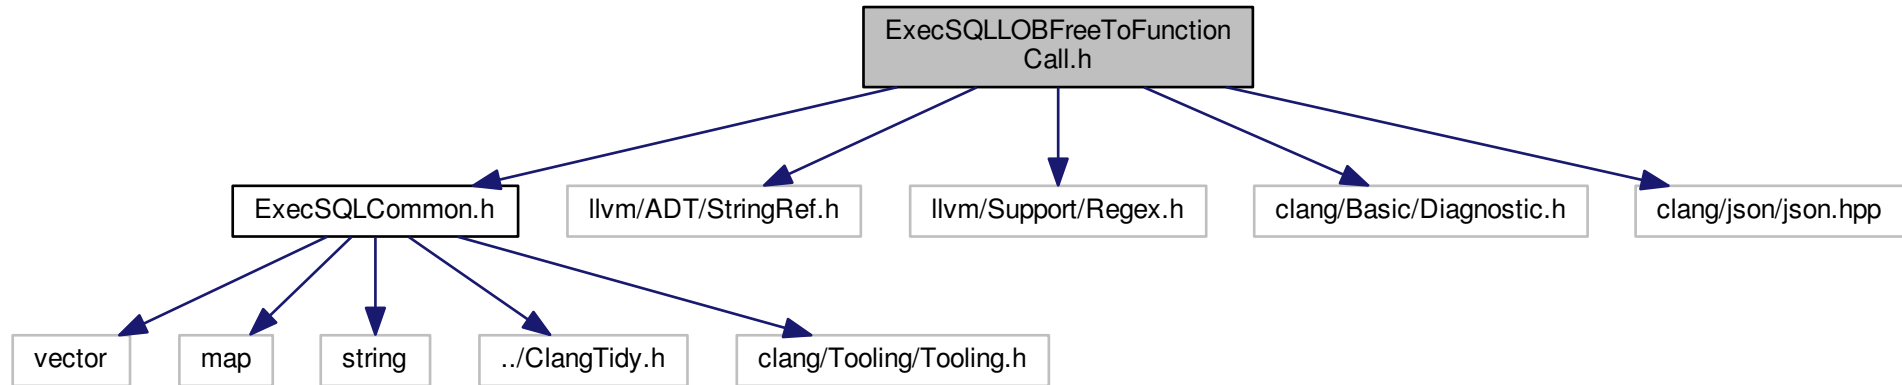 ExecSQLLOBFreeToFunction
Call.h
ExecSQLCommon.h
llvm/ADT/StringRef.h
llvm/Support/Regex.h
clang/Basic/Diagnostic.h
clang/json/json.hpp
vector
map
string
../ClangTidy.h
clang/Tooling/Tooling.h